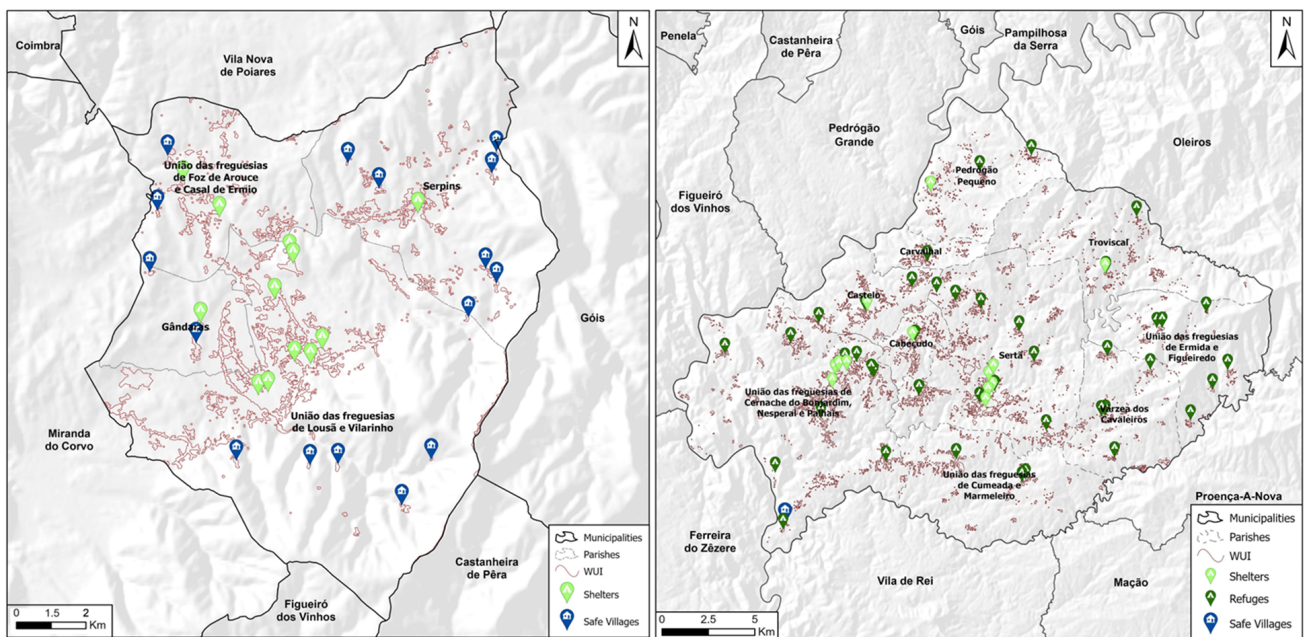 Coimbra
Vila Nova
de Poiares
N
União das freguesias
de Foz de Arouce
e Casal de Ermio
Serpins
Gândaras
Góis
União das freguesias
de Lousã e Vilarinho
Miranda
do Corvo
Castanheira
de Pêra
Figueiró
dos Vinhos
0 1.5 2
Km
Municipalities
Parishes
WUI
Shelters
Safe Villages
Penela
Castanheira
de Pêra
Góis
Pampilhosa
da Serra
N
Pedrógão
Grande
Oleiros
Pedrógão
Pequeno
Figueiró
dos Vinhos
Carvalhal
Troviscal
Castelo
Cabeçudo
Sertã
União das freguesias
de Ermida e
Figueiredo
União das freguesias de
Cernache do Bonjardim,
Nesperal e Palhais
Várzea dos
Cavaleiros
União das freguesias
de Cumeada e
Marmeleiro
Proença-A-Nova
Ferreira
do Zêzere
Vila de Rei
Mação
0 2.5 5
Km
Municipalities
Parishes
WUI
Shelters
Refuges
Safe Villages